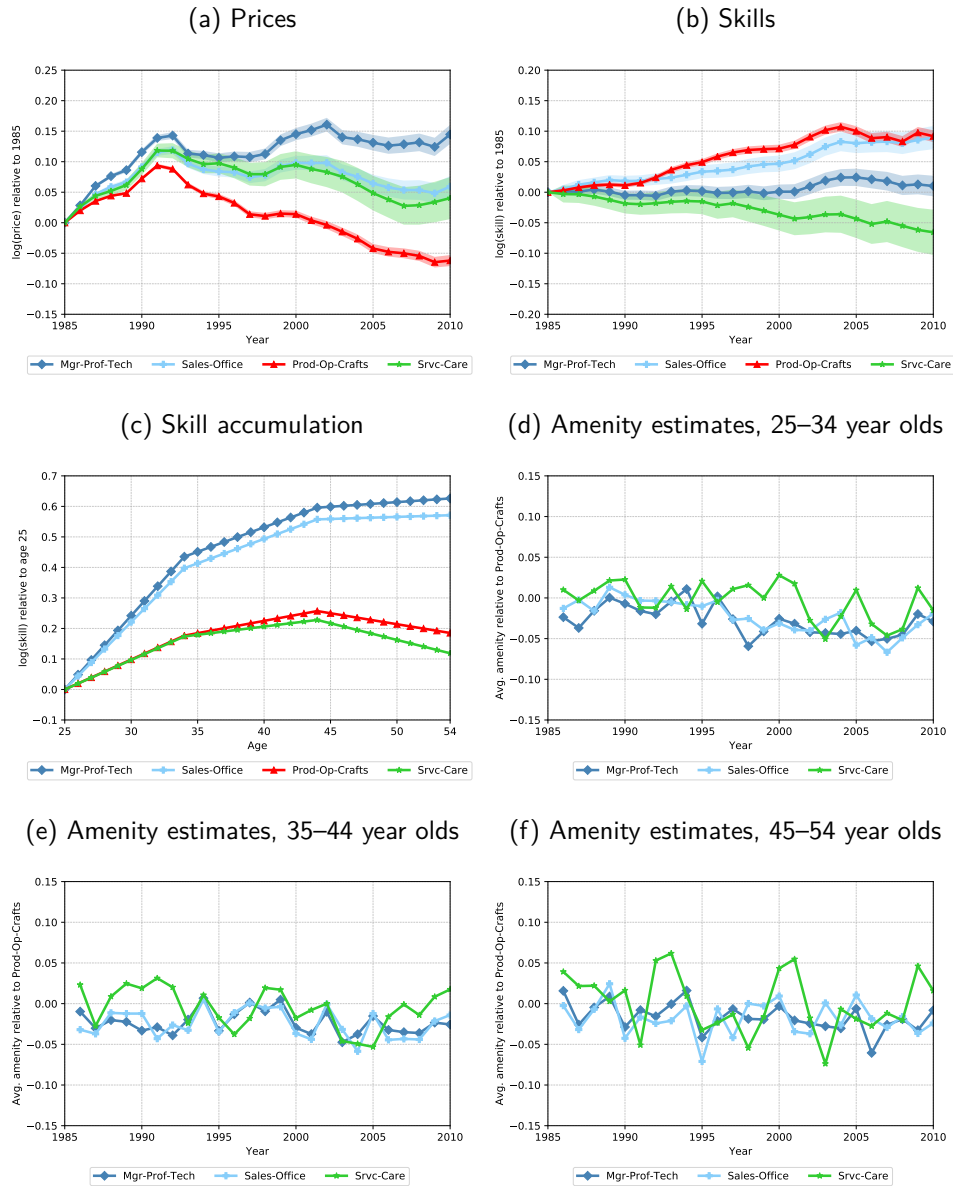 (a) Prices
(b) Skills
0.25
0.20
0.15
0.10
0.05
0.00
−0.05
−0.10
−0.15
log(price) relative to 1985
1985 1990 1995 2000 2005 2010
Year
Mgr-Prof-Tech Sales-Office Prod-Op-Crafts Srvc-Care
0.20
0.15
0.10
0.05
0.00
−0.05
−0.10
−0.15
−0.20
log(skill) relative to 1985
1985 1990 1995 2000 2005 2010
Year
Mgr-Prof-Tech Sales-Office Prod-Op-Crafts Srvc-Care
(c) Skill accumulation
(d) Amenity estimates, 25–34 year olds
0.7
0.6
0.5
0.4
0.3
0.2
0.1
0.0
−0.1
log(skill) relative to age 25
25 30 35 40 45 50 54
Age
Mgr-Prof-Tech Sales-Office Prod-Op-Crafts Srvc-Care
0.15
0.10
0.05
0.00
−0.05
−0.10
−0.15
Avg. amenity relative to Prod-Op-Crafts
1985 1990 1995 2000 2005 2010
Year
Mgr-Prof-Tech Sales-Office Srvc-Care
(e) Amenity estimates, 35–44 year olds
(f) Amenity estimates, 45–54 year olds
0.15
0.10
0.05
0.00
−0.05
−0.10
−0.15
Avg. amenity relative to Prod-Op-Crafts
1985 1990 1995 2000 2005 2010
Year
Mgr-Prof-Tech Sales-Office Srvc-Care
0.15
0.10
0.05
0.00
−0.05
−0.10
−0.15
Avg. amenity relative to Prod-Op-Crafts
1985 1990 1995 2000 2005 2010
Year
Mgr-Prof-Tech Sales-Office Srvc-Care